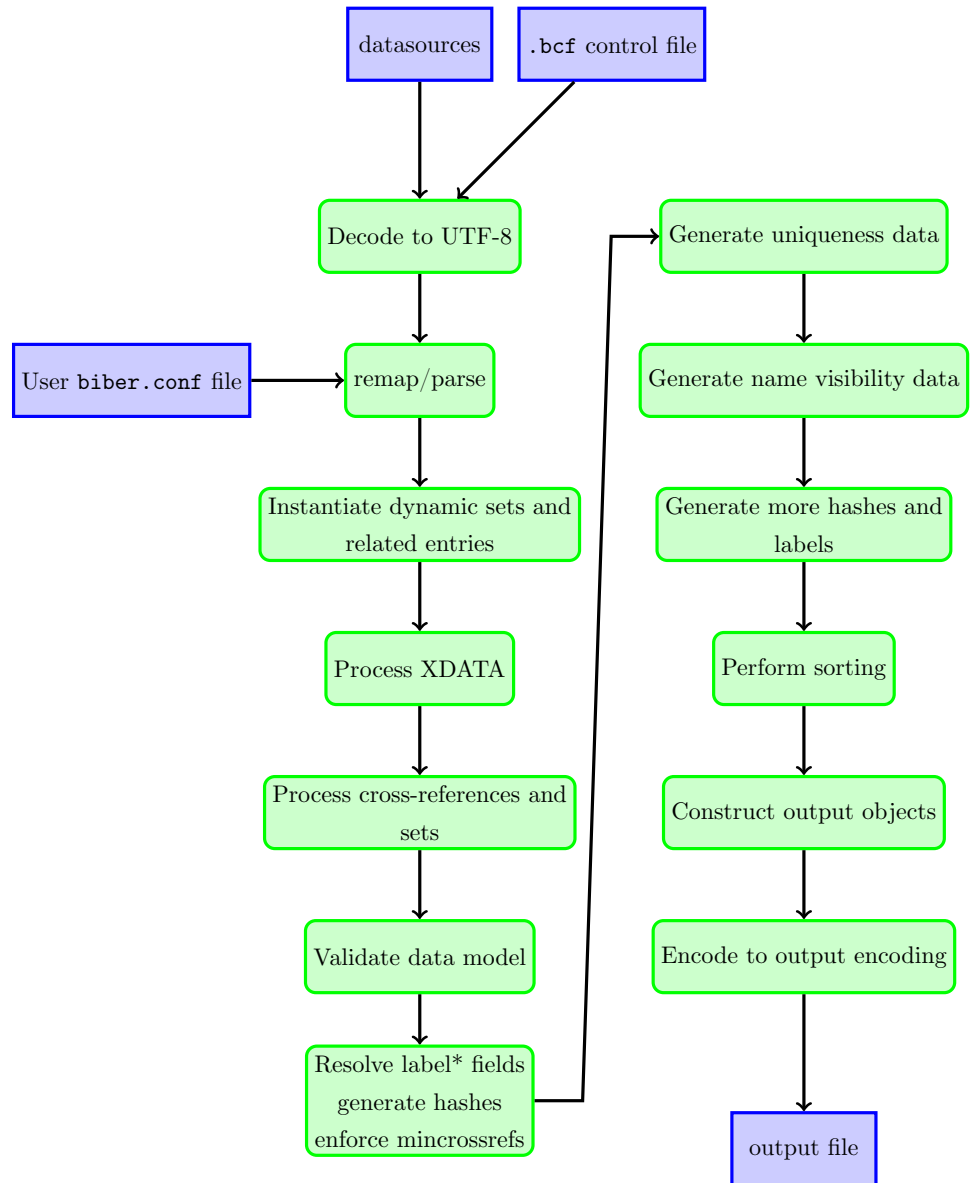 datasources
.bcf control file
Decode to UTF-8
User biber.conf file
remap/parse
Instantiate dynamic sets and
related entries
Process XDATA
Process cross-references and
sets
Validate data model
Resolve label* fields
generate hashes
enforce mincrossrefs
Generate uniqueness data
Generate name visibility data
Generate more hashes and
labels
Perform sorting
Construct output objects
Encode to output encoding
output file